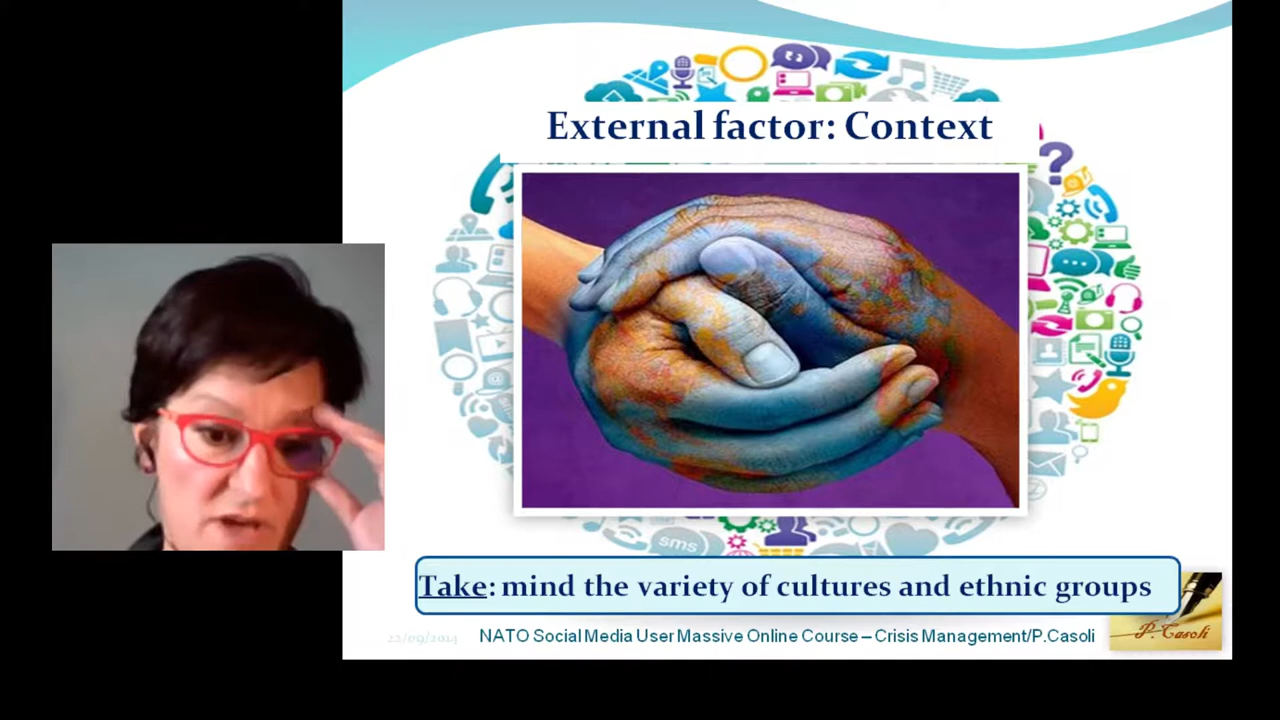 External factor: Context
sms
Take: mind the variety of cultures and ethnic groups
22/09/2014
NATO Social Media User Massive Online Course – Crisis Management/P.Casoli
P. Casoli